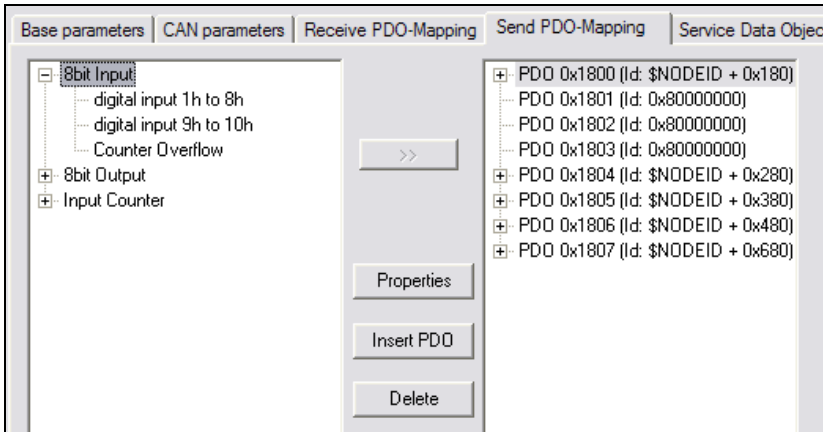 Base parameters CAN parameters Receive PDO-Mapping Send PDO-Mapping Service Data Objec
8bit Input
digital input 1h to 8h
digital input 9h to 10h
Counter Overflow
8bit Output
Input Counter
>>
Properties
Insert PDO
Delete
PDO 0x1800 (Id: $NODEID + 0x180)
PDO 0x1801 (Id: 0x80000000)
PDO 0x1802 (Id: 0x80000000)
PDO 0x1803 (Id: 0x80000000)
PDO 0x1804 (Id: $NODEID + 0x280)
PDO 0x1805 (Id: $NODEID + 0x380)
PDO 0x1806 (Id: $NODEID + 0x480)
PDO 0x1807 (Id: $NODEID + 0x680)